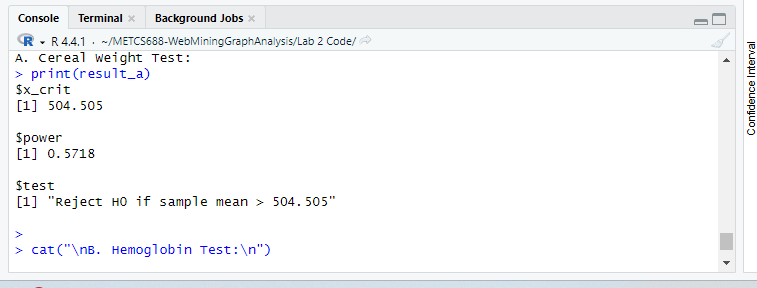 Console Terminal × Background Jobs ×
R R 4.4.1 · ~/METCS688-WebMiningGraphAnalysis/Lab 2 Code/
A. Cereal Weight Test:
> print(result_a)
$x_crit
[1] 504.505
$power
[1] 0.5718
$test
[1] "Reject H0 if sample mean > 504.505"
>
> cat("\nB. Hemoglobin Test:\n")
Confidence Interval